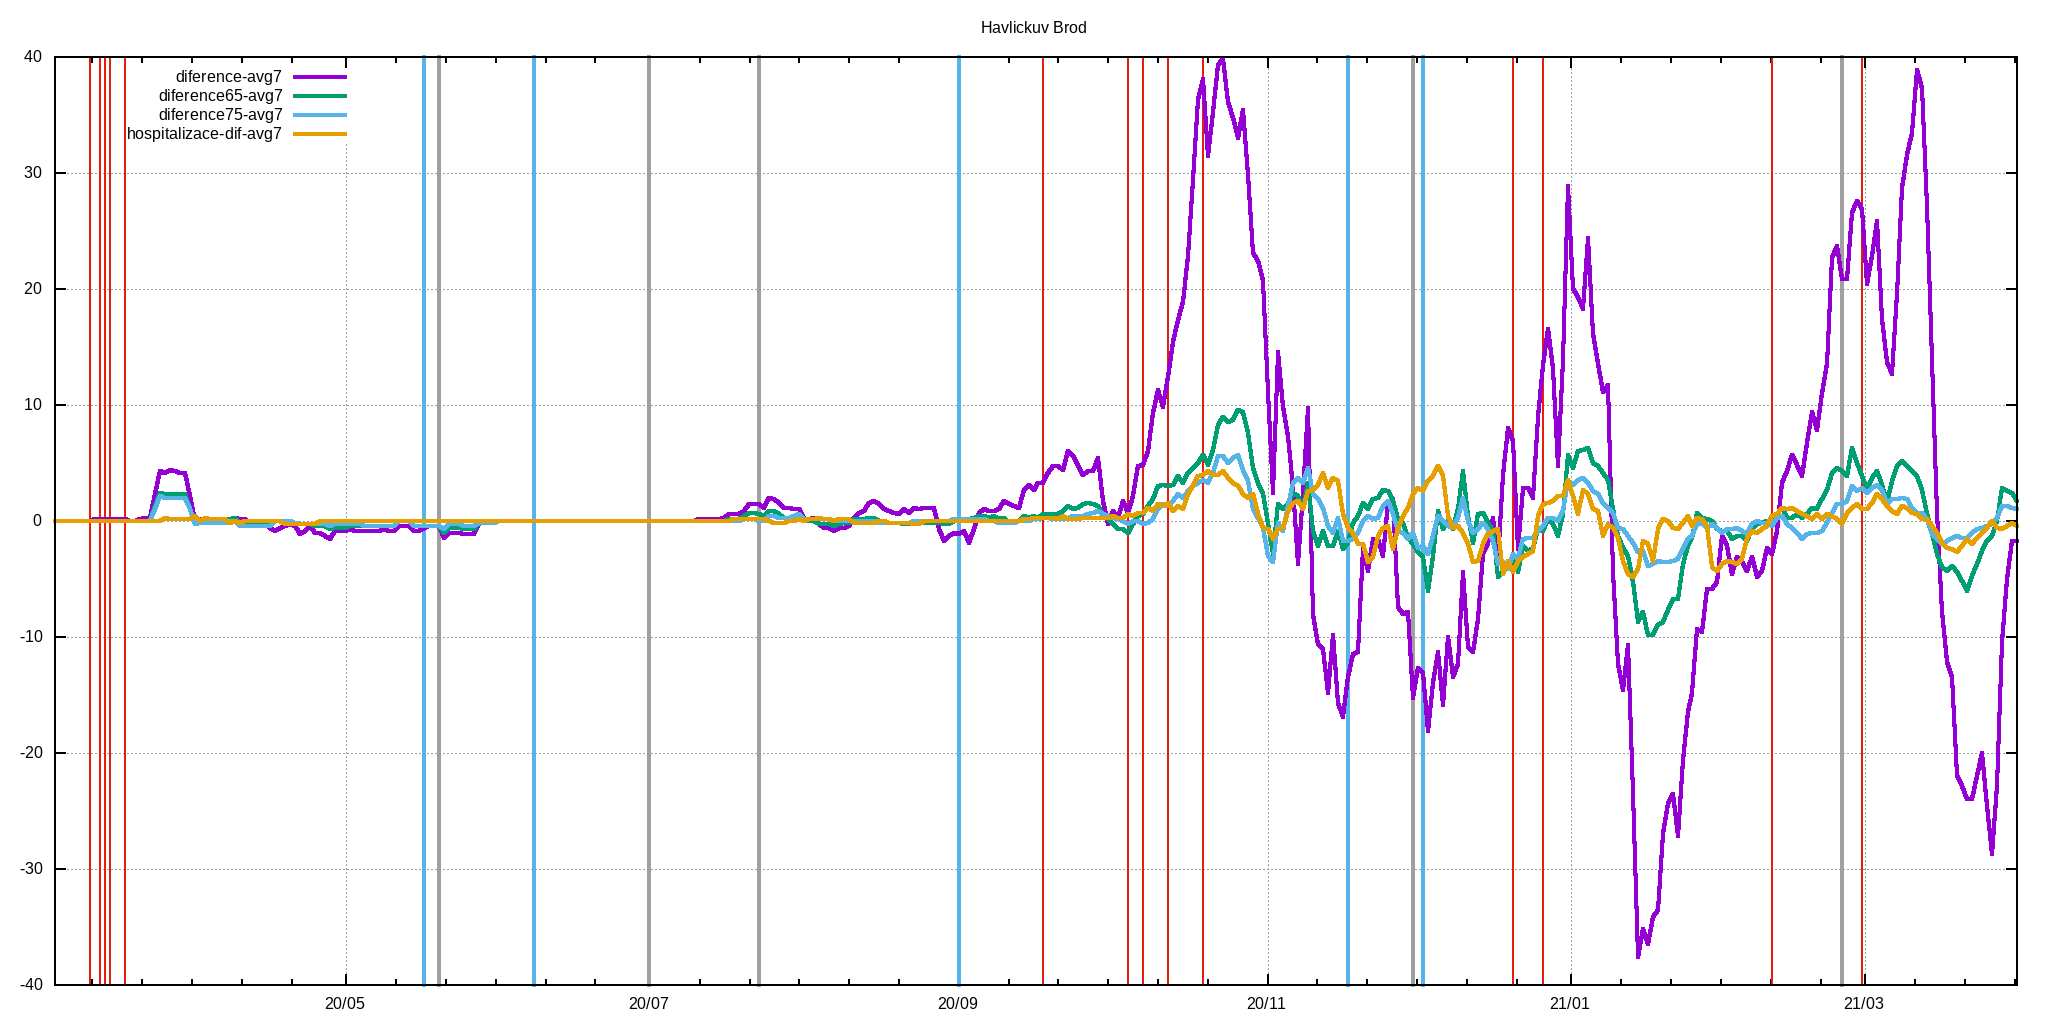 Havlickuv Brod
diference-avg7
diference65-avg7
diference75-avg7
hospitalizace-dif-avg7
40
30
20
10
0
-10
-20
-30
-40
20/05 20/07 20/09 20/11 21/01 21/03